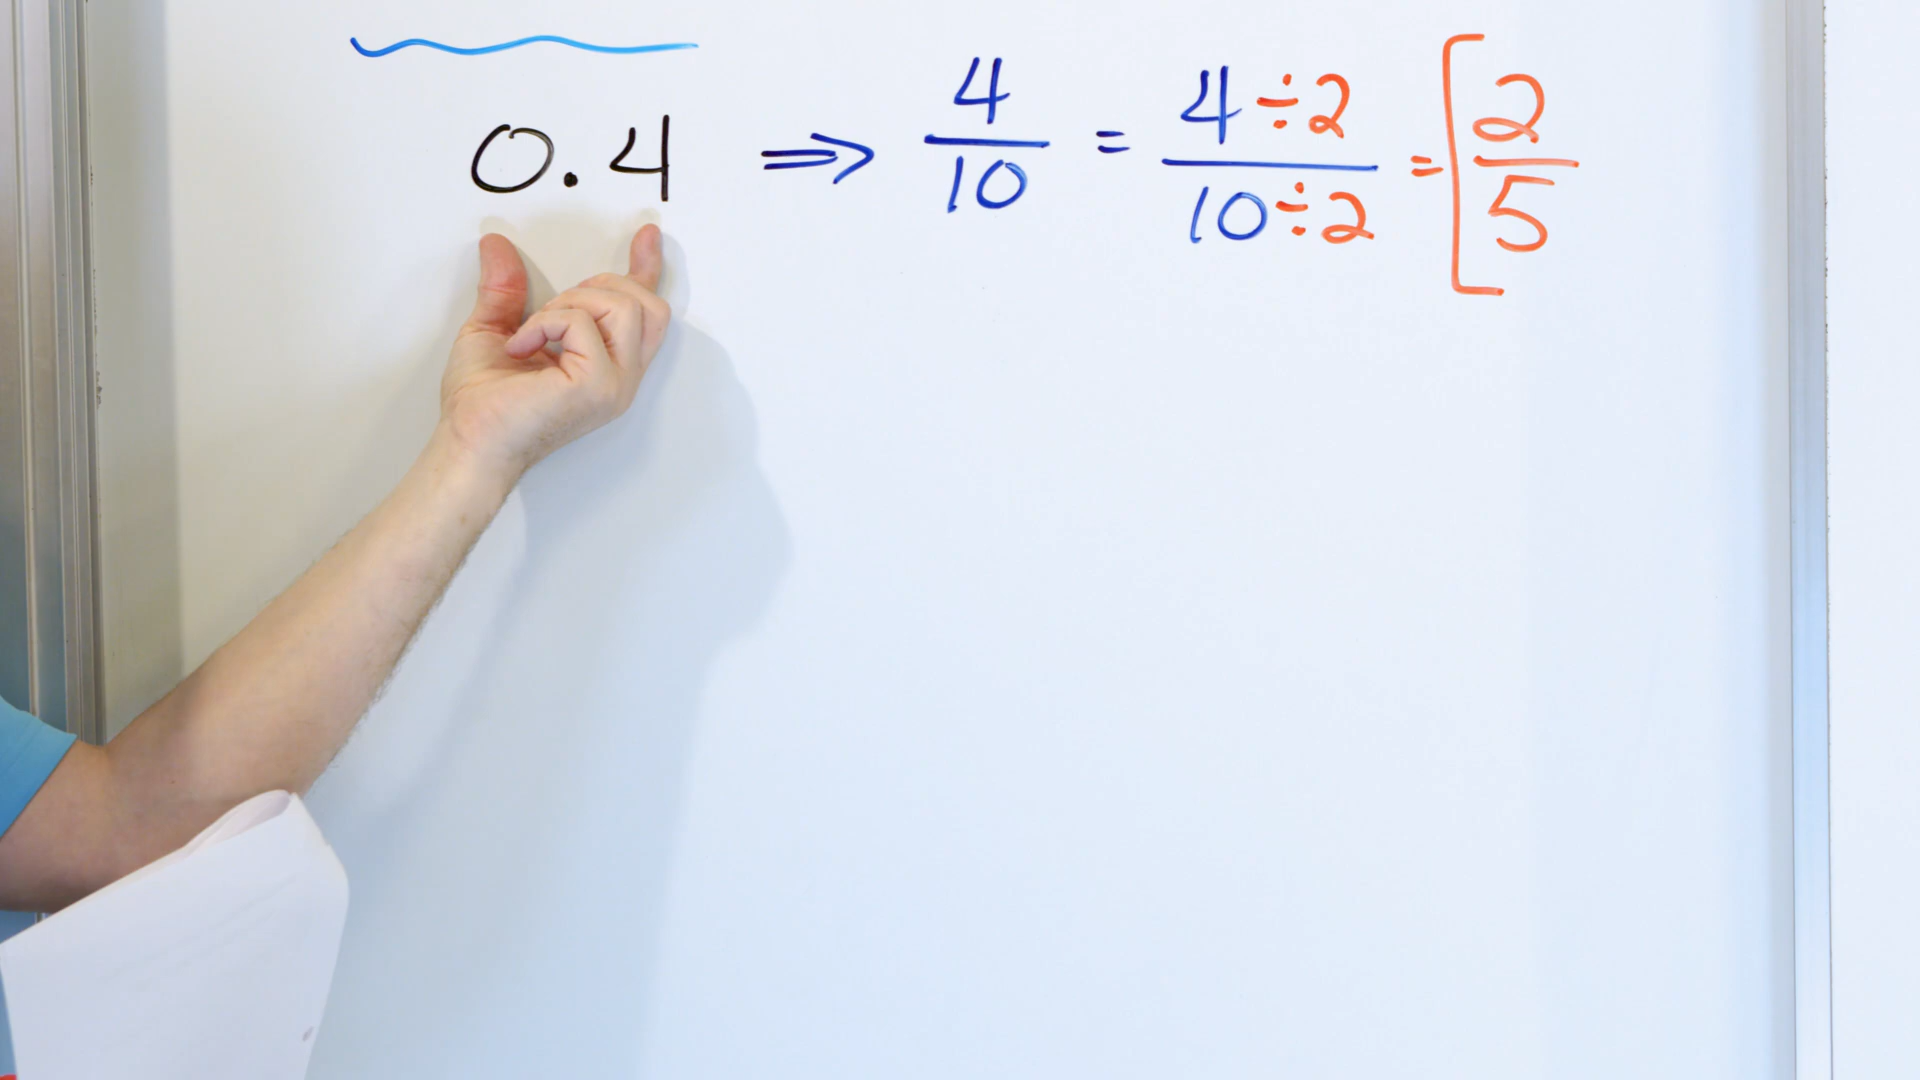 0.4 ⇒ 4/10 = 4÷2/10÷2 = [2/5